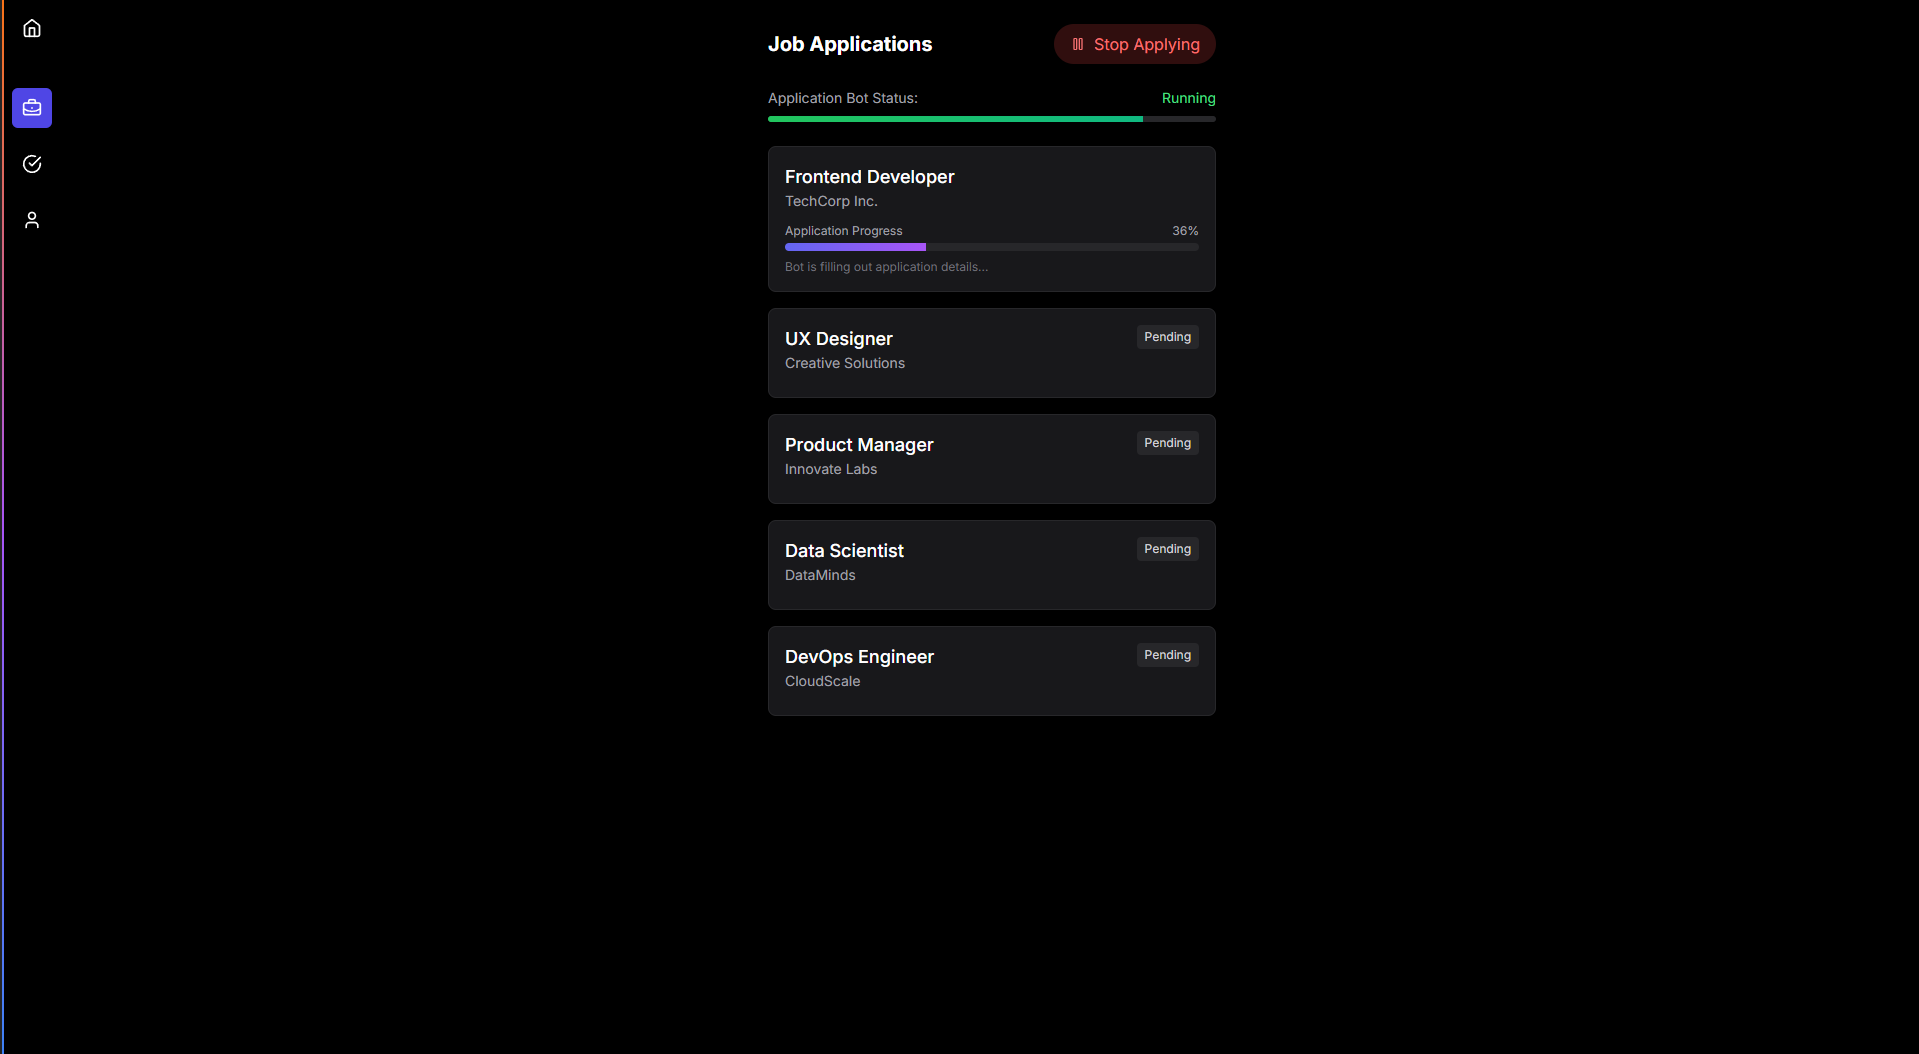 Job Applications
Stop Applying
Application Bot Status:
Running
Frontend Developer
TechCorp Inc.
Application Progress
36%
Bot is filling out application details...
UX Designer
Pending
Creative Solutions
Product Manager
Pending
Innovate Labs
Data Scientist
Pending
DataMinds
DevOps Engineer
Pending
CloudScale